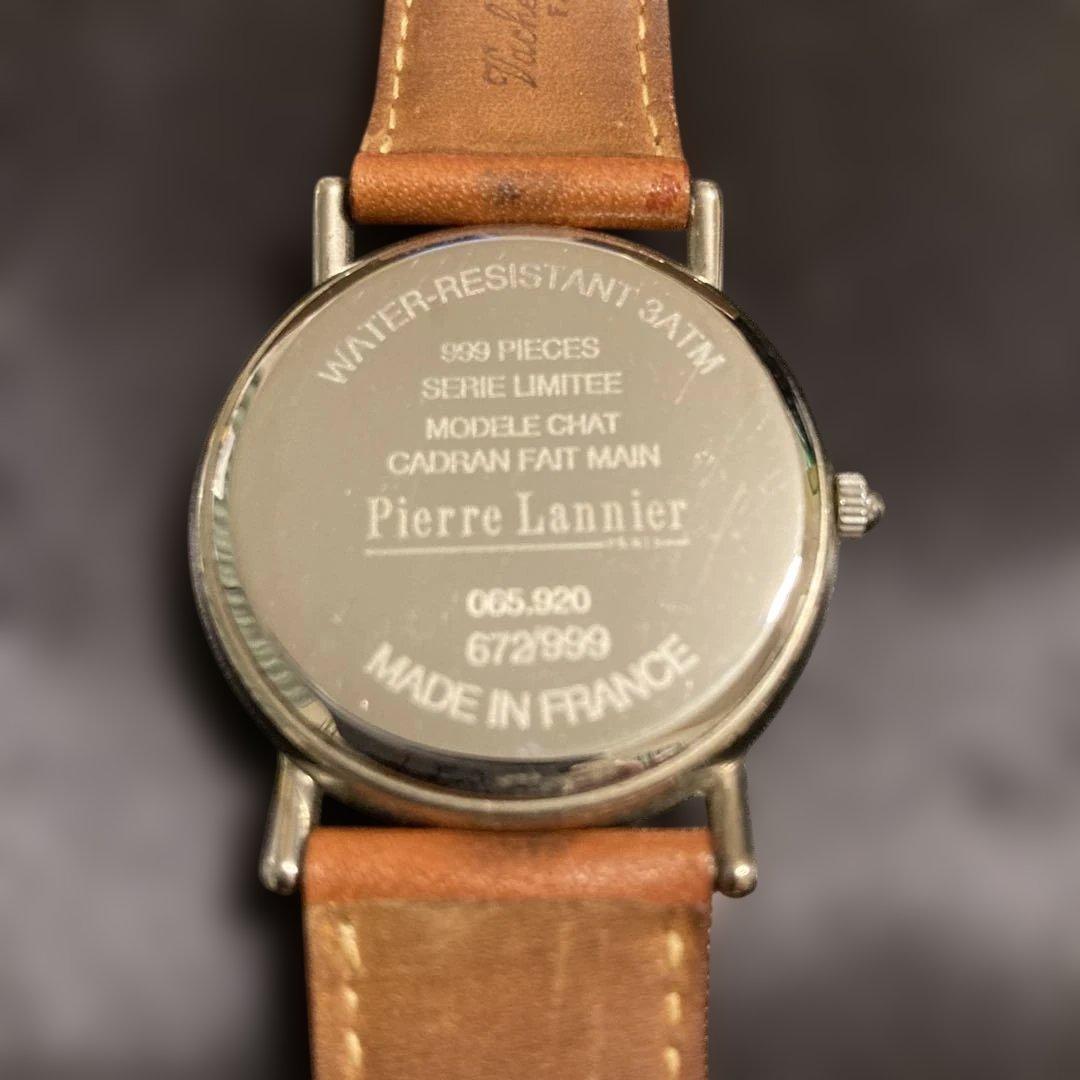 WATER-RESISTANT 3ATM
999 PIECES
SERIE LIMITEE
MODELE CHAT
CADRAN FAIT MAIN
Pierre Lannier
065.920
672/999
MADE IN FRANCE